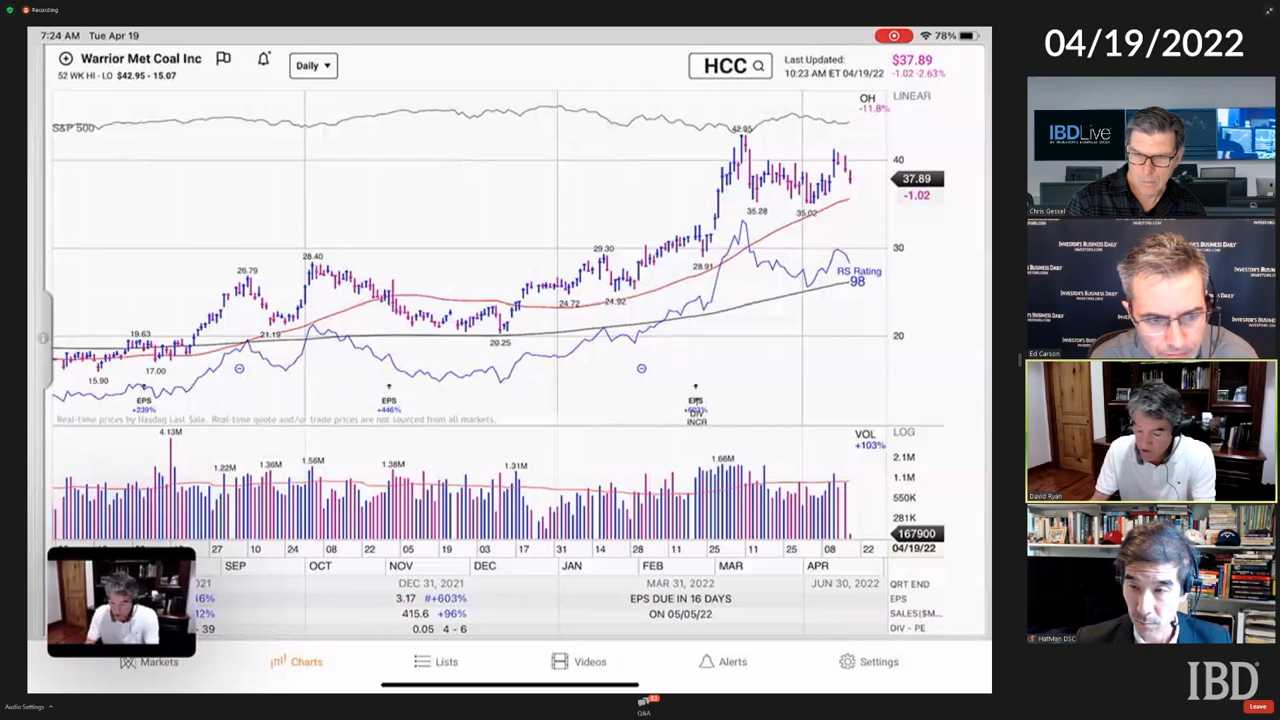 Recording
7:24 AM Tue Apr 19
78%
04/19/2022
Warrior Met Coal Inc
52 WK HI - LO $42.95 - 15.07
Daily
HCC
Last Updated:
10:23 AM ET 04/19/22
$37.89
-1.02 -2.63%
OH
-11.8%
LINEAR
S&P 500
42.95
40
37.89
-1.02
35.28
35.02
30
29.30
28.91
28.40
26.79
RS Rating
98
24.72
24.92
21.19
20.25
20
19.63
17.00
15.90
EPS
+239%
EPS
+446%
EPS
DIV
INCR
Real-time prices by Nasdaq Last Sale. Real-time quote and/or trade prices are not sourced from all markets.
VOL
+103%
LOG
4.13M
1.22M
1.36M
1.56M
1.38M
1.31M
1.66M
2.1M
1.1M
550K
281K
167900
27 10 24 08 22 05 19 03 17 31 14 28 11 25 11 25 08 22
04/19/22
SEP OCT NOV DEC JAN FEB MAR APR
DEC 31, 2021
MAR 31, 2022
JUN 30, 2022
QRT END
3.17 #+603%
EPS DUE IN 16 DAYS
EPS
415.6 +96%
ON 05/05/22
SALES($M...
0.05 4 - 6
DIV - PE
Markets
Charts
Lists
Videos
Alerts
Settings
IBDLive
BY INVESTOR'S BUSINESS DAILY
Chris Gessel
INVESTOR'S BUSINESS DAILY
Ed Carson
David Ryan
HatMan DSC
IBD
Audio Settings
83
Q&A
Leave